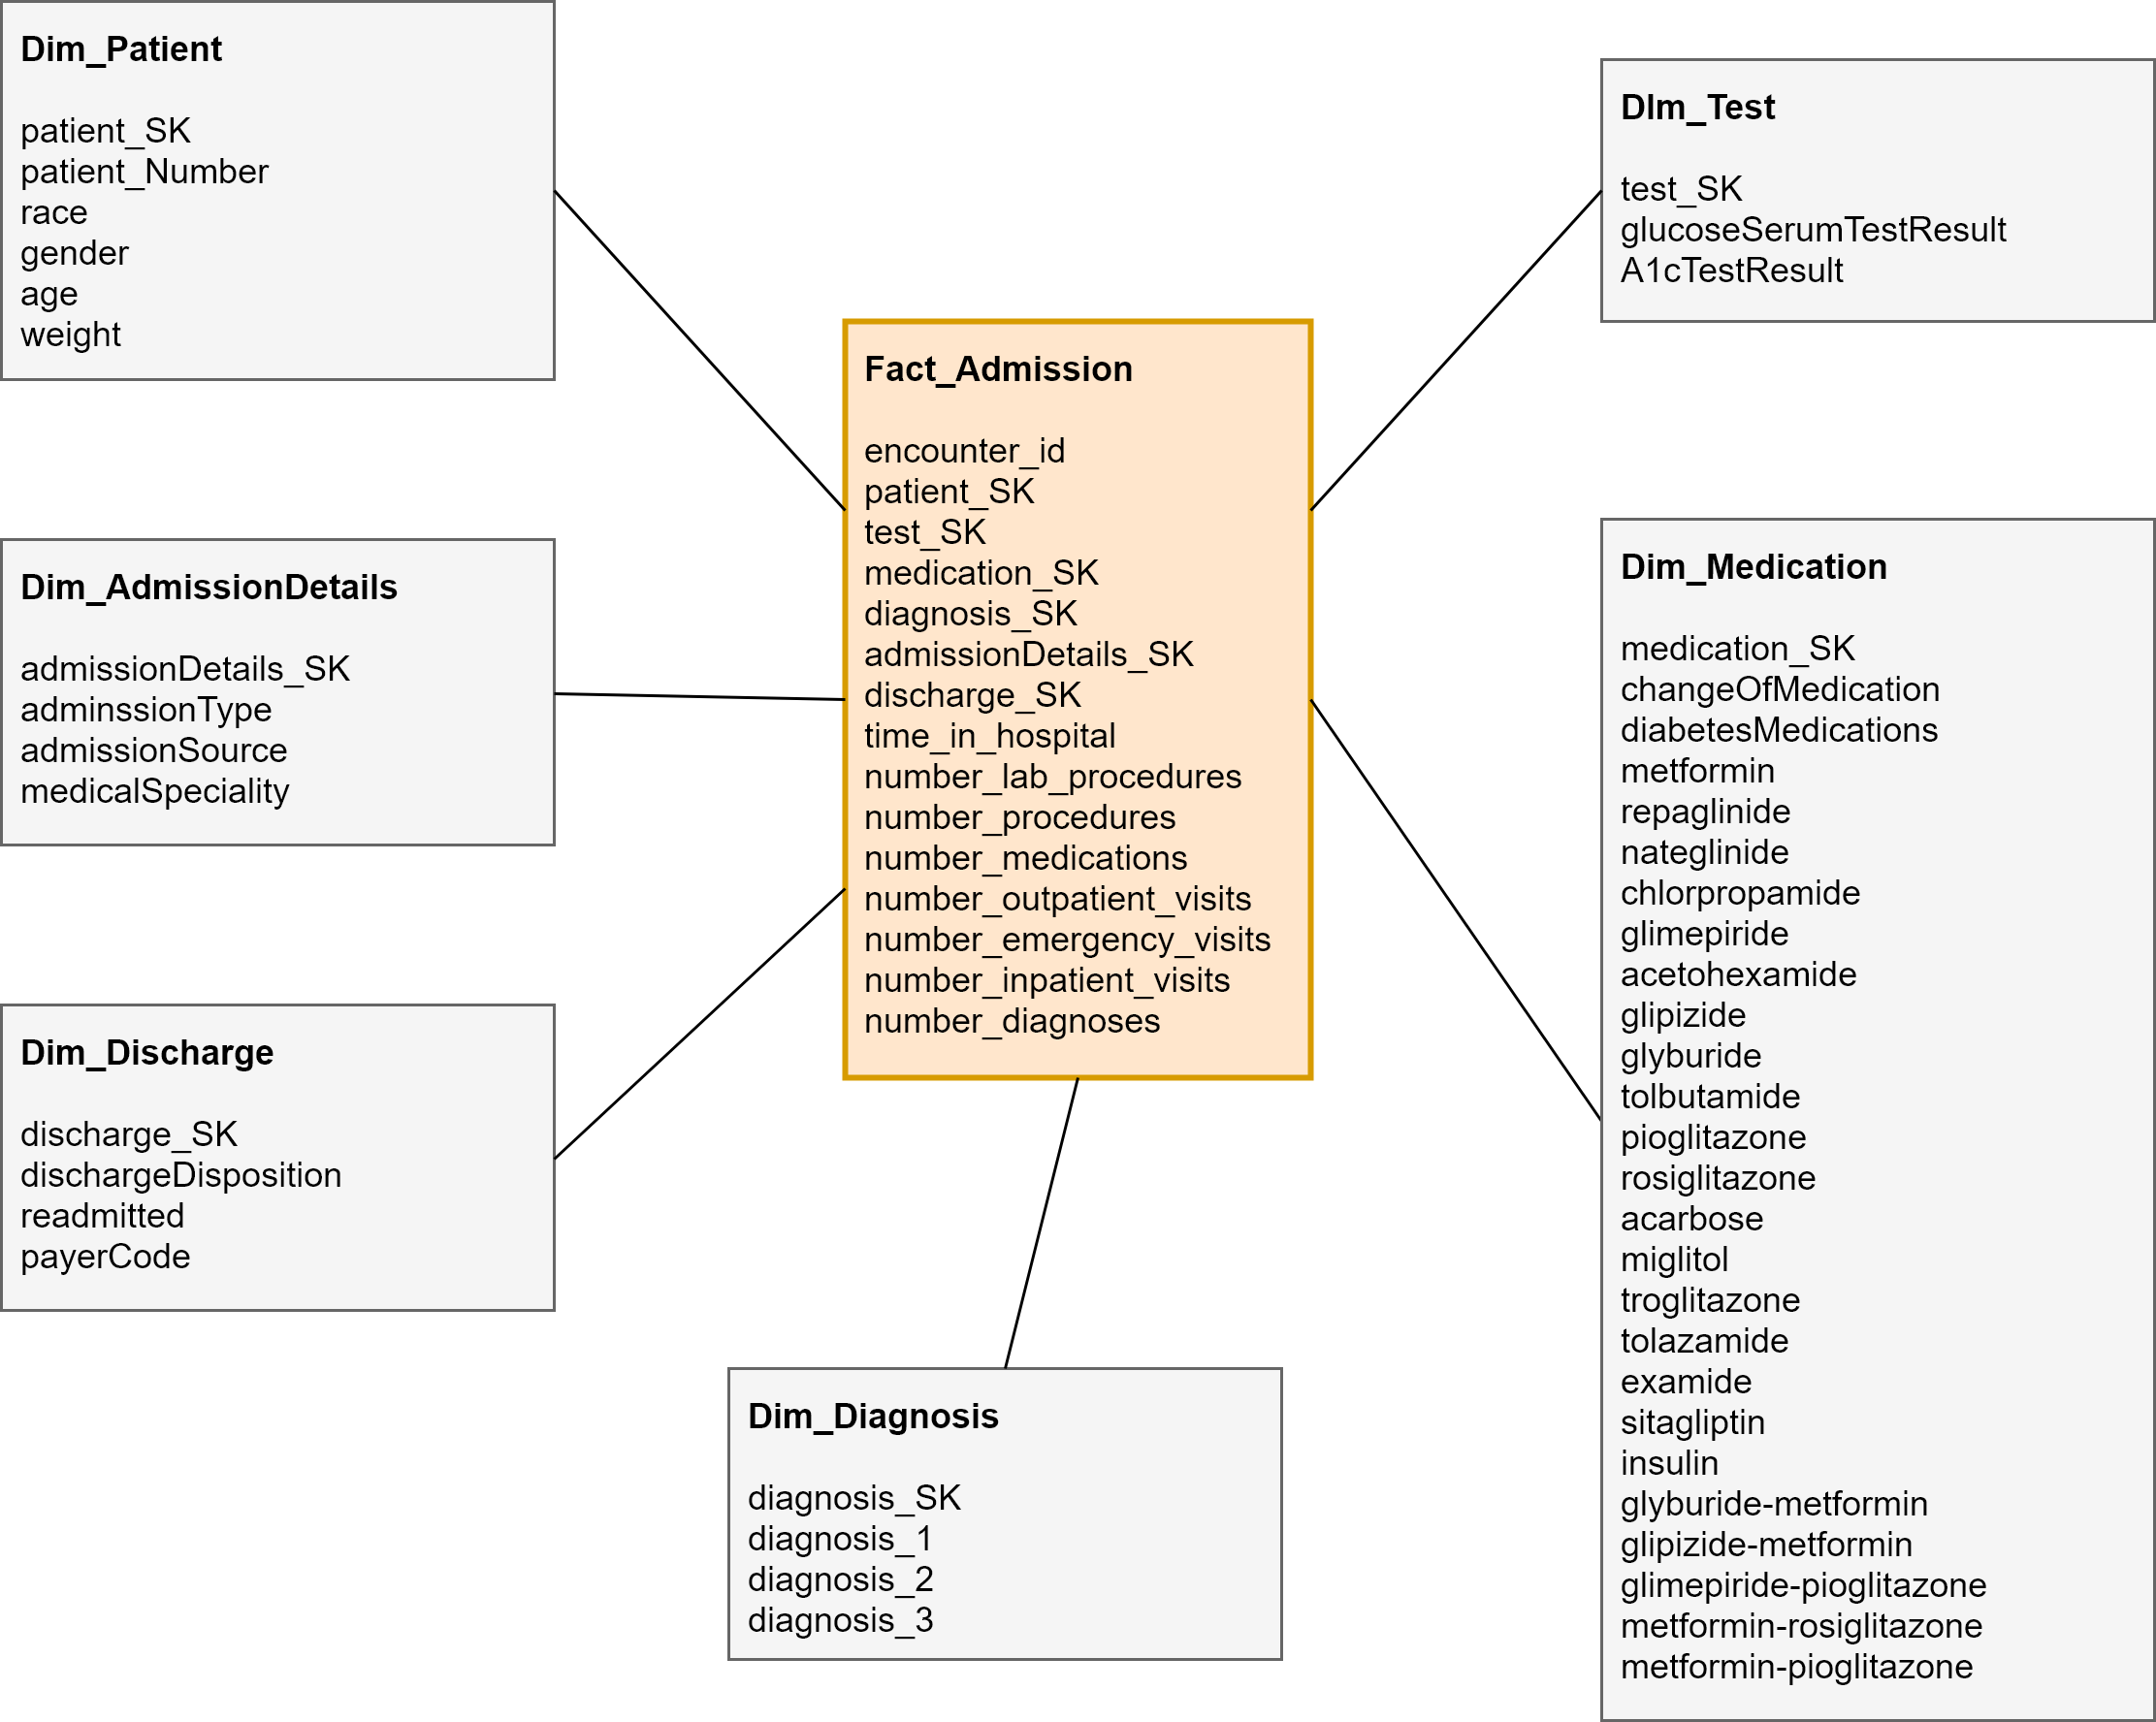 Dim_Patient
patient_SK
patient_Number
race
gender
age
weight
DIm_Test
test_SK
glucoseSerumTestResult
A1cTestResult
Fact_Admission
encounter_id
patient_SK
test_SK
medication_SK
diagnosis_SK
admissionDetails_SK
discharge_SK
time_in_hospital
number_lab_procedures
number_procedures
number_medications
number_outpatient_visits
number_emergency_visits
number_inpatient_visits
number_diagnoses
Dim_AdmissionDetails
admissionDetails_SK
adminssionType
admissionSource
medicalSpeciality
Dim_Medication
medication_SK
changeOfMedication
diabetesMedications
metformin
repaglinide
nateglinide
chlorpropamide
glimepiride
acetohexamide
glipizide
glyburide
tolbutamide
pioglitazone
rosiglitazone
acarbose
miglitol
troglitazone
tolazamide
examide
sitagliptin
insulin
glyburide-metformin
glipizide-metformin
glimepiride-pioglitazone
metformin-rosiglitazone
metformin-pioglitazone
Dim_Discharge
discharge_SK
dischargeDisposition
readmitted
payerCode
Dim_Diagnosis
diagnosis_SK
diagnosis_1
diagnosis_2
diagnosis_3